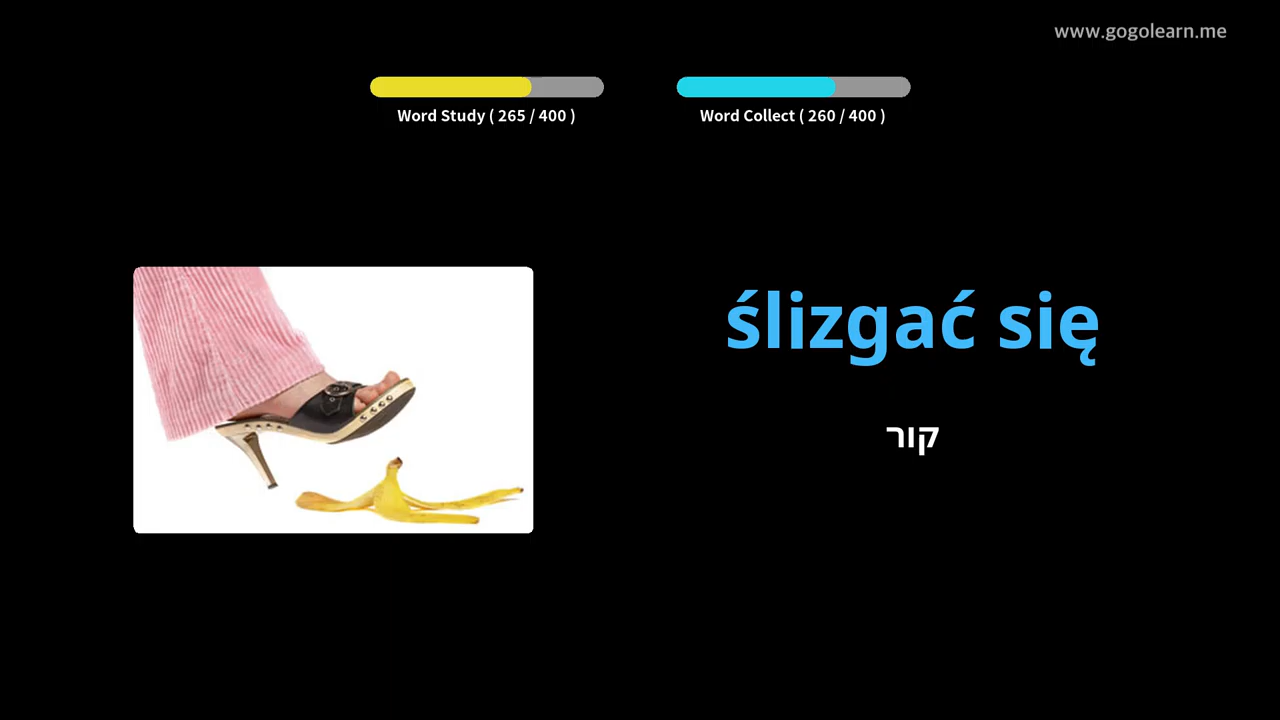 www.gogolearn.me
Word Study ( 265 / 400 )
Word Collect ( 260 / 400 )
ślizgać się
קור